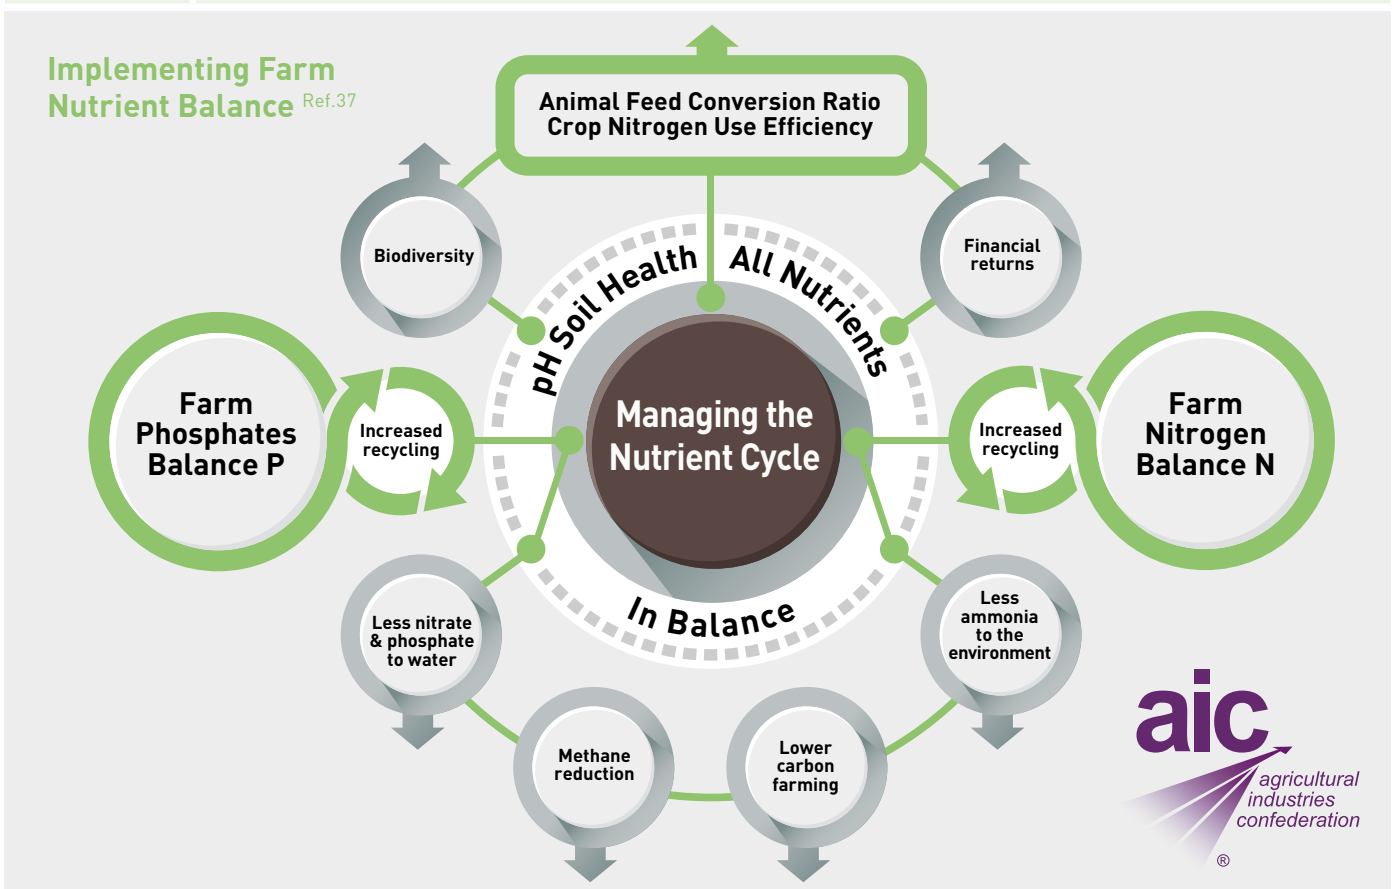 Implementing Farm
Nutrient Balance Ref.37
Animal Feed Conversion Ratio
Crop Nitrogen Use Efficiency
Biodiversity
Financial
returns
pH Soil Health
All Nutrients
In Balance
Managing the
Nutrient Cycle
Farm
Phosphates
Balance P
Increased
recycling
Increased
recycling
Farm
Nitrogen
Balance N
Less nitrate
& phosphate
to water
Less
ammonia
to the
environment
Methane
reduction
Lower
carbon
farming
aic
agricultural
industries
confederation
®